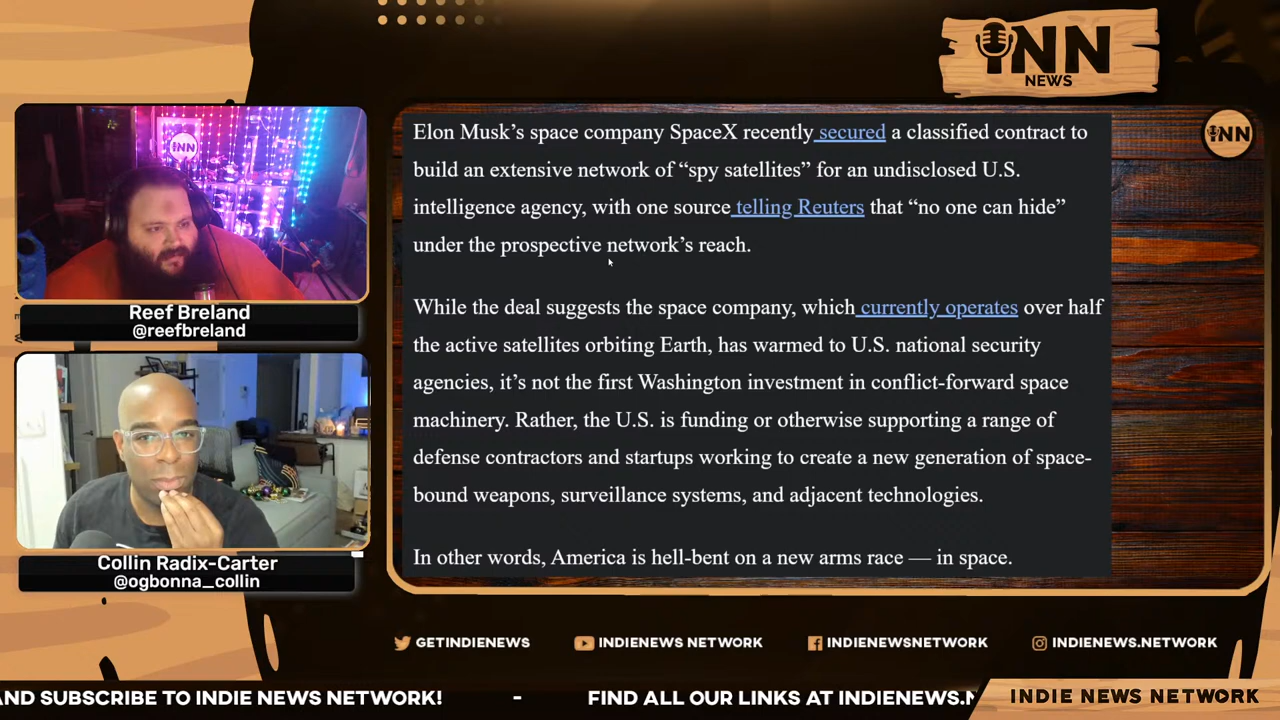 INN
NEWS
INN
INN
Elon Musk’s space company SpaceX recently secured a classified contract to
build an extensive network of “spy satellites” for an undisclosed U.S.
intelligence agency, with one source telling Reuters that “no one can hide”
under the prospective network’s reach.
While the deal suggests the space company, which currently operates over half
the active satellites orbiting Earth, has warmed to U.S. national security
agencies, it’s not the first Washington investment in conflict-forward space
machinery. Rather, the U.S. is funding or otherwise supporting a range of
defense contractors and startups working to create a new generation of space-
bound weapons, surveillance systems, and adjacent technologies.
In other words, America is hell-bent on a new arms race — in space.
Reef Breland
@reefbreland
Collin Radix-Carter
@ogbonna_collin
GETINDIENEWS
INDIENEWS NETWORK
INDIENEWSNETWORK
INDIENEWS.NETWORK
AND SUBSCRIBE TO INDIE NEWS NETWORK! - FIND ALL OUR LINKS AT INDIENEWS.N
INDIE NEWS NETWORK